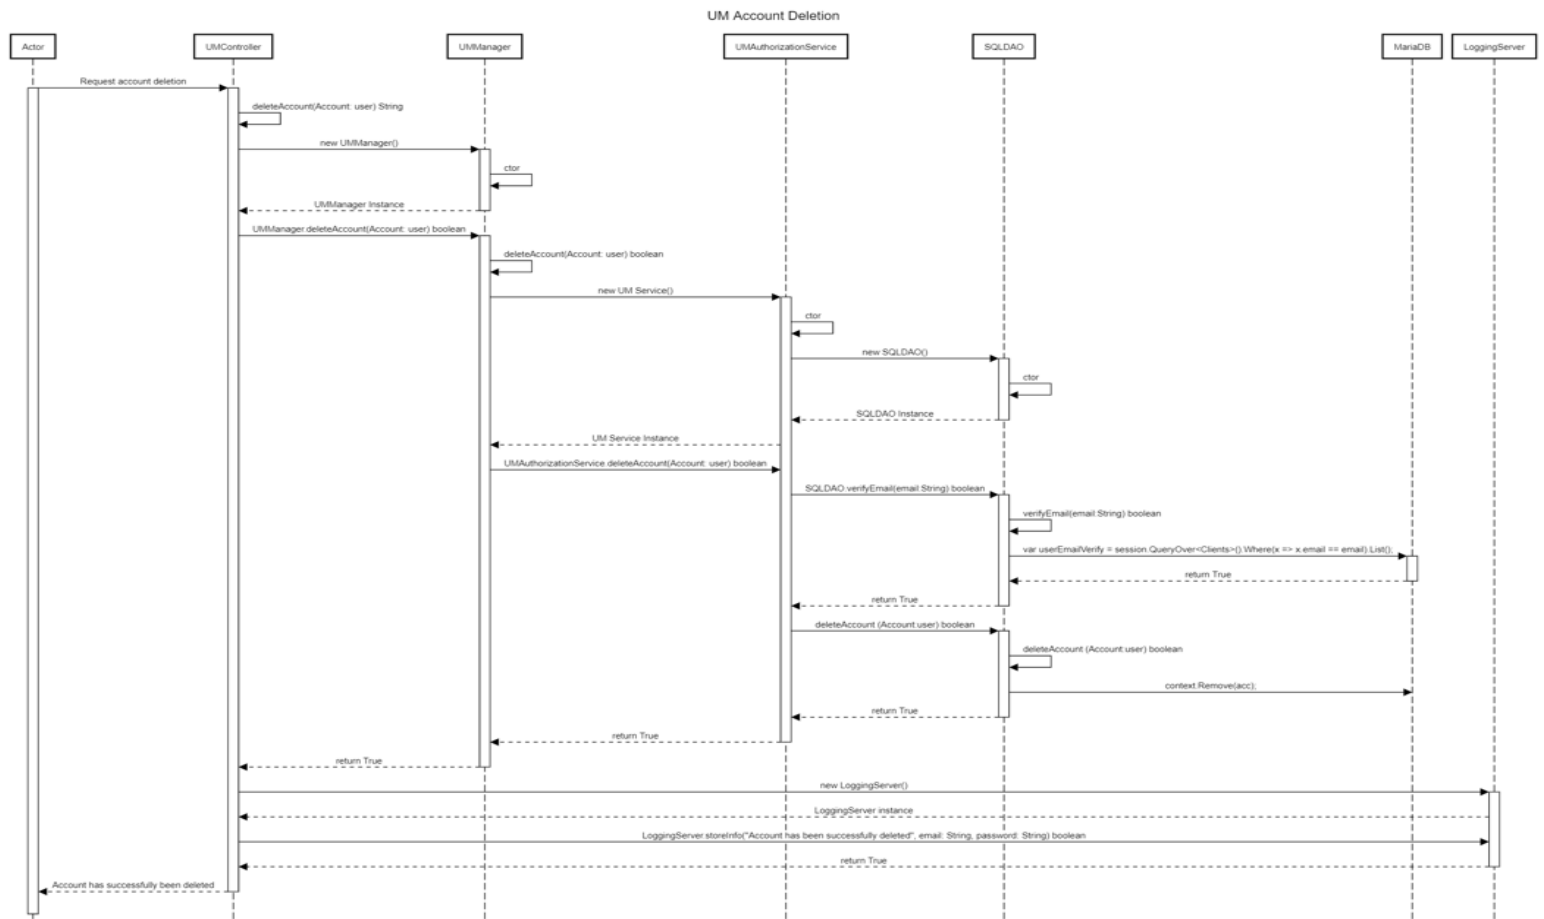 UM Account Deletion
Actor
UMController
UMManager
UMAuthorizationService
SQLDAO
MariaDB
LoggingServer
Request account deletion
deleteAccount(Account: user) String
new UMManager()
ctor
UMManager Instance
UMManager.deleteAccount(Account: user) boolean
deleteAccount(Account: user) boolean
new UM Service()
ctor
new SQLDAO()
ctor
SQLDAO Instance
UM Service Instance
UMAuthorizationService.deleteAccount(Account: user) boolean
SQLDAO.verifyEmail(email:String) boolean
verifyEmail(email:String) boolean
var userEmailVerify = session.QueryOver<Clients>().Where(x => x.email == email).List();
return True
return True
deleteAccount (Account:user) boolean
deleteAccount (Account:user) boolean
context.Remove(acc);
return True
return True
return True
new LoggingServer()
LoggingServer instance
LoggingServer.storeInfo("Account has been successfully deleted", email: String, password: String) boolean
return True
Account has successfully been deleted